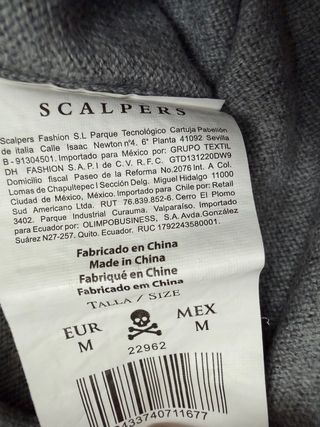 SCALPERS
Scalpers Fashion S.L Parque Tecnológico Cartuja Pabellón
de italia Calle Isaac Newton nº4. 6ª Planta 41092 Sevilla
B - 91304501. Importado para México por: GRUPO TEXTIL
DH FASHION S.A.P.I de C.V. R.F.C. GTD131220DW9
Domicilio fiscal Paseo de la Reforma No.2076 Int. A Col.
Lomas de Chapultepec I Sección Delg. Miguel Hidalgo 11000
Ciudad de México, México. Importado para Chile por: Retail
Sud Americano Ltda. RUT 76.839.852-6. Cerro El Plomo
3402. Parque Industrial Curauma. Valparaíso. Importado
para Ecuador por: OLIMPOBUSINESS, S.A. Avda.González
Suárez N27-257. Quito. Ecuador. RUC 1792243580001.
Fabricado en China
Made in China
Fabriqué en Chine
Fabricado em China
TALLA / SIZE
EUR MEX
M M
22962
433740711677